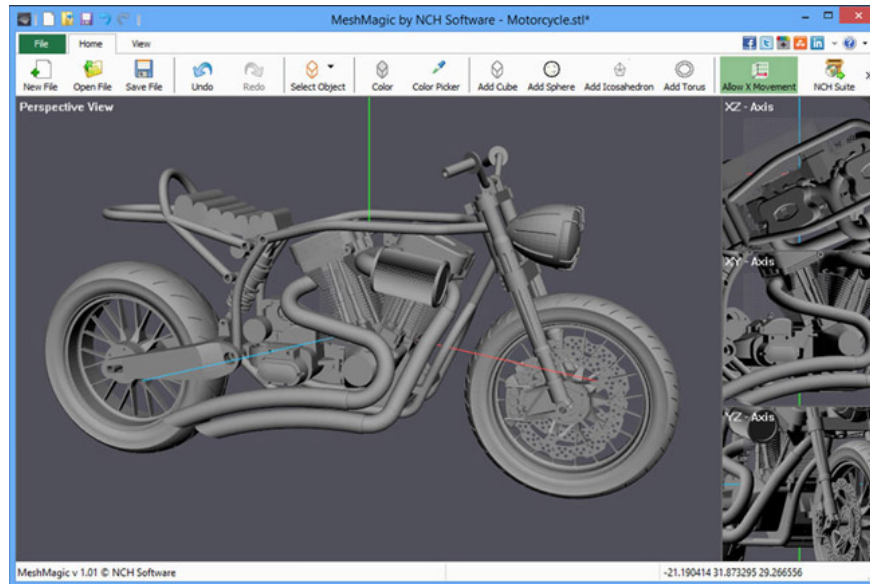 MeshMagic by NCH Software - Motorcycle.stl*
File Home View
New File Open File Save File Undo Redo Select Object Color Color Picker Add Cube Add Sphere Add Icosahedron Add Torus Allow X Movement NCH Suite
Perspective View
XZ - Axis
XY - Axis
YZ - Axis
MeshMagic v 1.01 © NCH Software
-21.190414 31.873295 29.266556